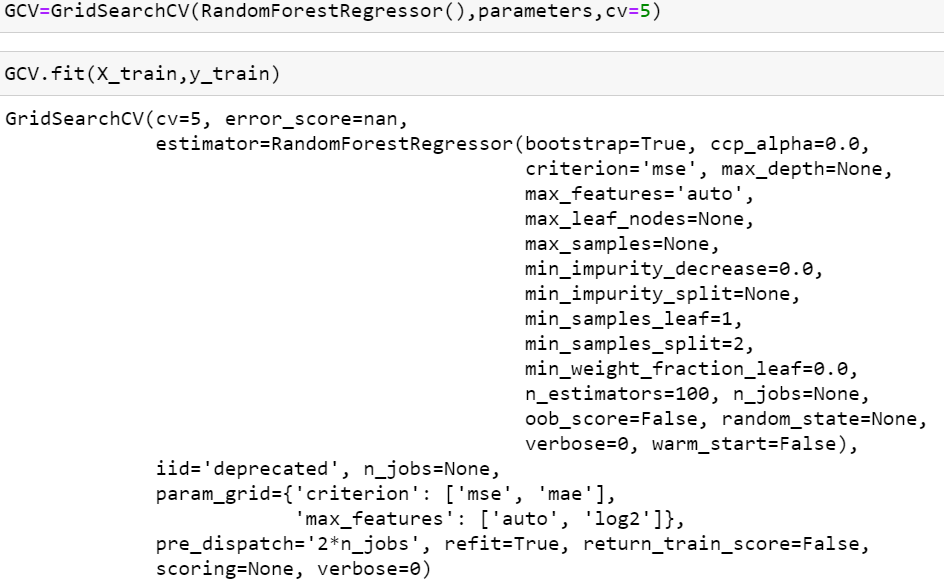 GCV=GridSearchCV(RandomForestRegressor(),parameters,cv=5)
GCV.fit(X_train,y_train)
GridSearchCV(cv=5, error_score=nan,
estimator=RandomForestRegressor(bootstrap=True, ccp_alpha=0.0,
criterion='mse', max_depth=None,
max_features='auto',
max_leaf_nodes=None,
max_samples=None,
min_impurity_decrease=0.0,
min_impurity_split=None,
min_samples_leaf=1,
min_samples_split=2,
min_weight_fraction_leaf=0.0,
n_estimators=100, n_jobs=None,
oob_score=False, random_state=None,
verbose=0, warm_start=False),
iid='deprecated', n_jobs=None,
param_grid={'criterion': ['mse', 'mae'],
'max_features': ['auto', 'log2']},
pre_dispatch='2*n_jobs', refit=True, return_train_score=False,
scoring=None, verbose=0)